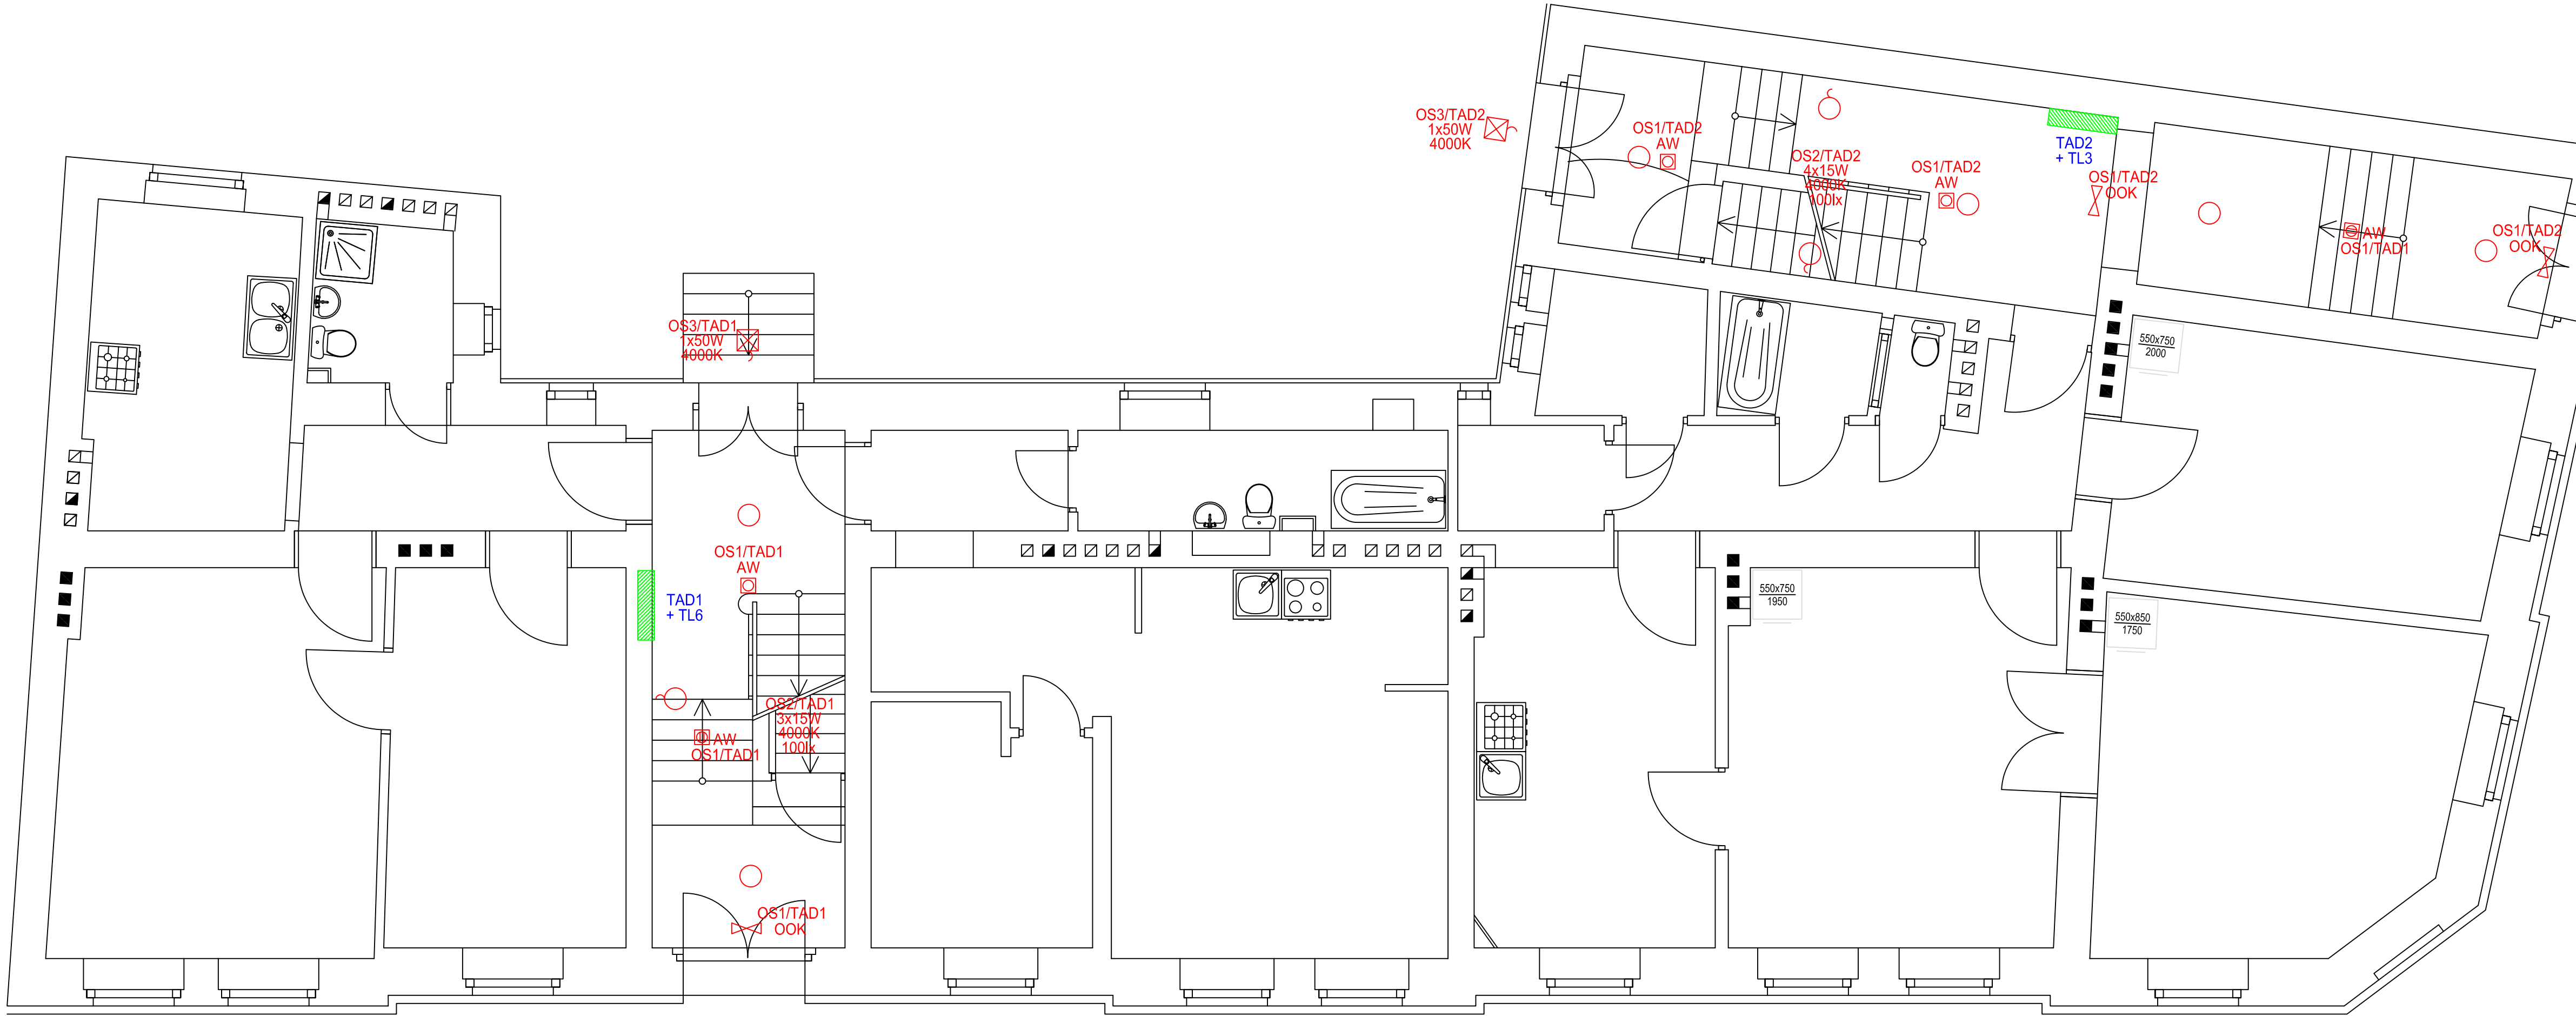 OS3/TAD2
1x50W
4000K
OS1/TAD2
AW
OS2/TAD2
4x15W
4000K
100lx
OS1/TAD2
AW
TAD2
+ TL3
OS1/TAD2
OOK
AW
OS1/TAD1
OS1/TAD2
OOK
OS3/TAD1
1x50W
4000K
550x750
2000
OS1/TAD1
AW
TAD1
+ TL6
550x750
1950
550x850
1750
OS2/TAD1
3x15W
4000K
100lx
AW
OS1/TAD1
OS1/TAD1
OOK